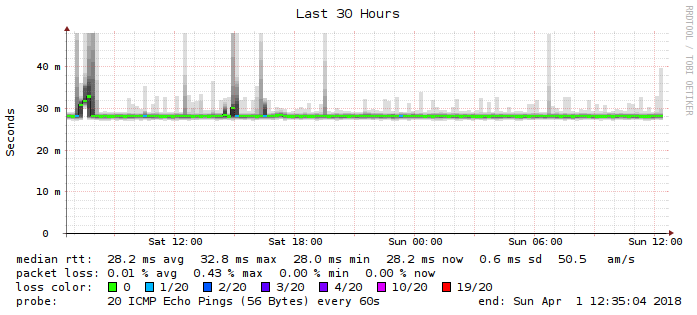 Last 30 Hours
RRDTOOL / TOBI OETIKER
Seconds
40 m
30 m
20 m
10 m
0
Sat 12:00 Sat 18:00 Sun 00:00 Sun 06:00 Sun 12:00
median rtt: 28.2 ms avg 32.8 ms max 28.0 ms min 28.2 ms now 0.6 ms sd 50.5 am/s
packet loss: 0.01 % avg 0.43 % max 0.00 % min 0.00 % now
loss color: 0 1/20 2/20 3/20 4/20 10/20 19/20
probe: 20 ICMP Echo Pings (56 Bytes) every 60s end: Sun Apr 1 12:35:04 2018